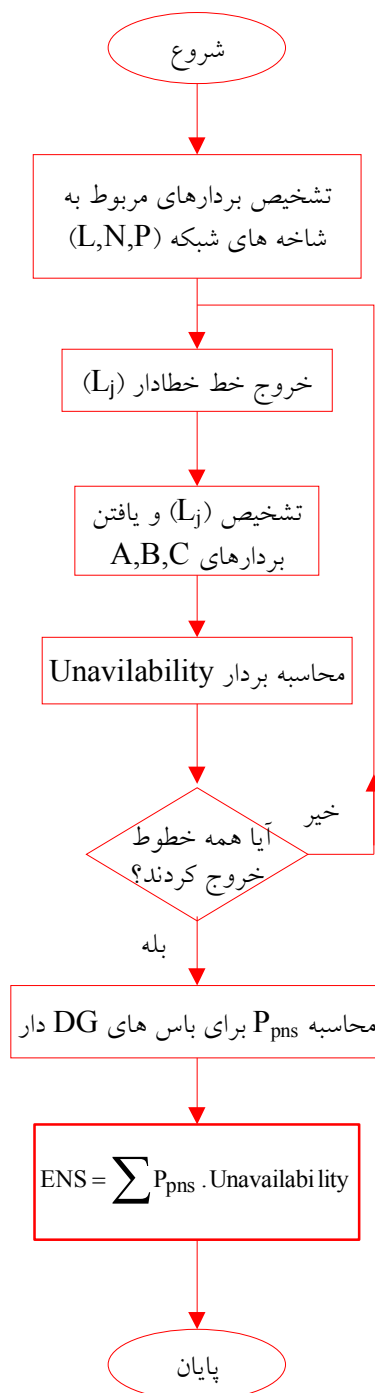 شروع
تشخیص بردارهای مربوط به
شاخه های شبکه (L,N,P)
خروج خط خطادار (Lj)
تشخیص (Lj) و یافتن
بردارهای A,B,C
محاسبه بردار Unavilability
آیا همه خطوط
خروج کردند؟
خیر
بله
محاسبه Ppns برای باس های DG دار
ENS = ∑ Ppns . Unavailabi lity
پایان